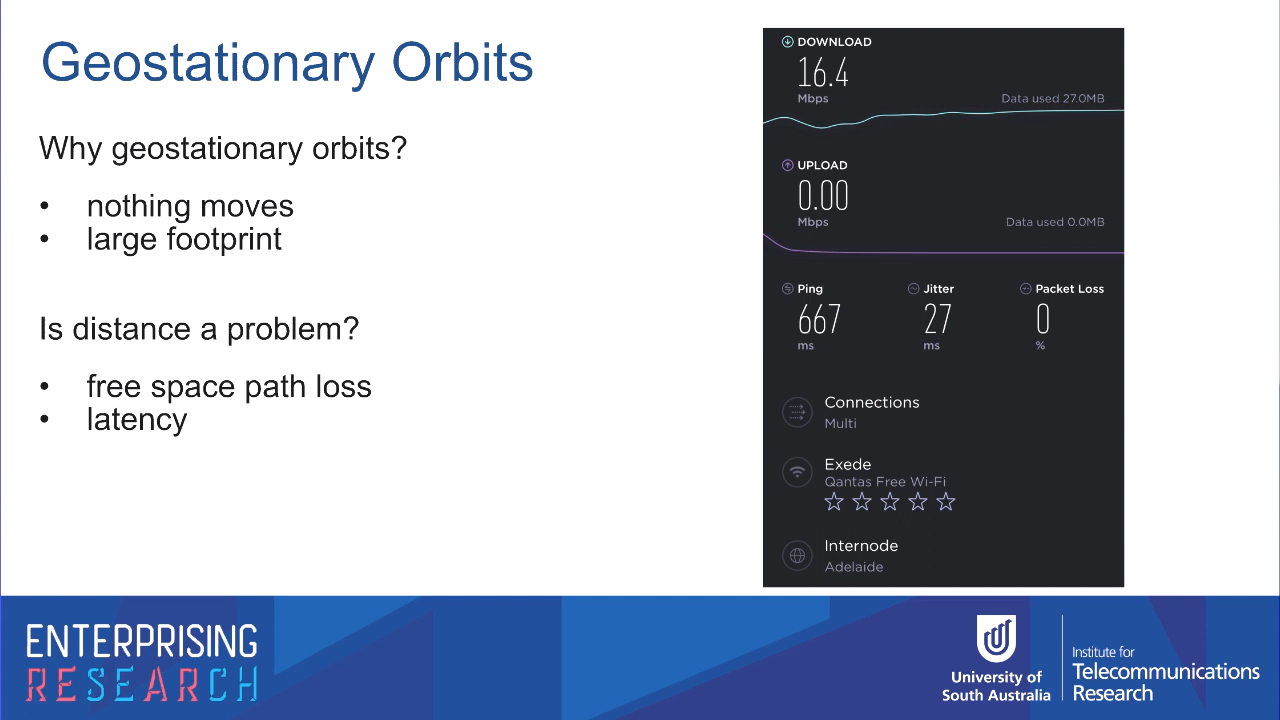 Geostationary Orbits
Why geostationary orbits?
• nothing moves
• large footprint
Is distance a problem?
• free space path loss
• latency
DOWNLOAD
16.4
Mbps
Data used 27.0MB
UPLOAD
0.00
Mbps
Data used 0.0MB
Ping Jitter Packet Loss
667 27 0
ms ms %
Connections
Multi
Exede
Qantas Free Wi-Fi
Internode
Adelaide
ENTERPRISING
RESEARCH
University of
South Australia
Institute for
Telecommunications
Research